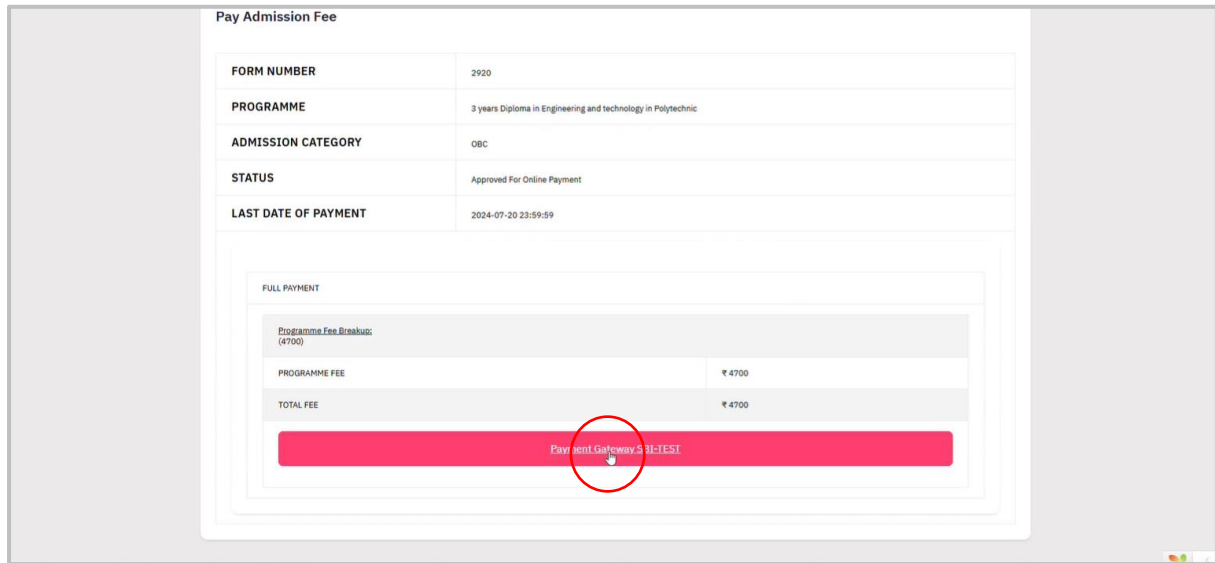 Pay Admission Fee
FORM NUMBER 2920
PROGRAMME 3 years Diploma in Engineering and technology in Polytechnic
ADMISSION CATEGORY OBC
STATUS Approved For Online Payment
LAST DATE OF PAYMENT 2024-07-20 23:59:59
FULL PAYMENT
Programme Fee Breakup:
(4700)
PROGRAMME FEE ₹ 4700
TOTAL FEE ₹ 4700
Payment Gateway SBI-TEST